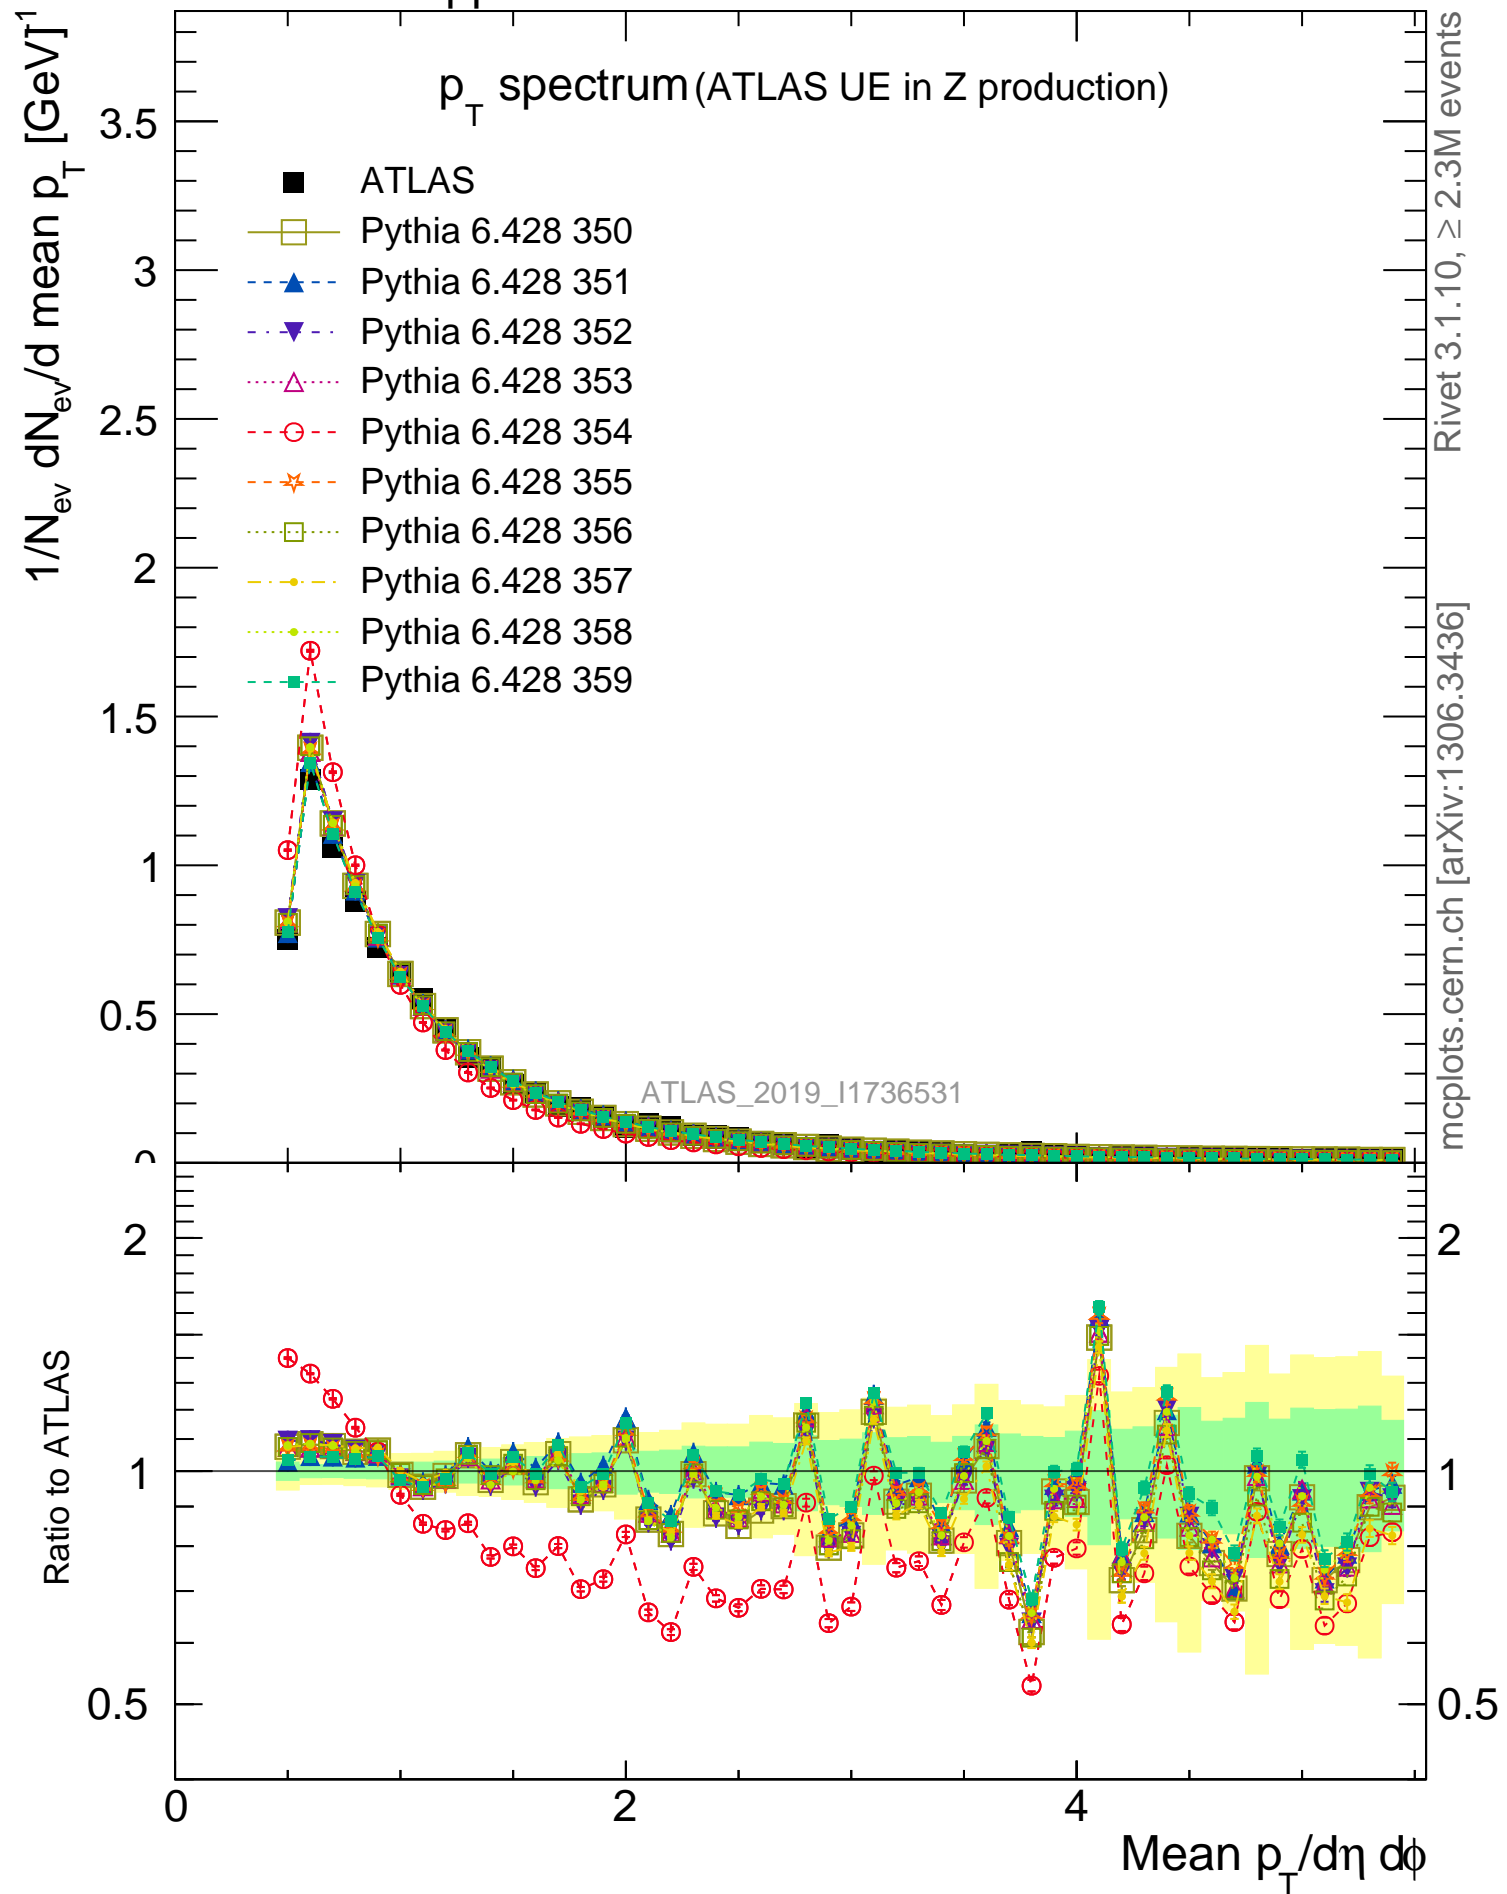 1/N_ev dN_ev/d mean p_T [GeV]^-1
p_T spectrum (ATLAS UE in Z production)
ATLAS
Pythia 6.428 350
Pythia 6.428 351
Pythia 6.428 352
Pythia 6.428 353
Pythia 6.428 354
Pythia 6.428 355
Pythia 6.428 356
Pythia 6.428 357
Pythia 6.428 358
Pythia 6.428 359
3.5
3
2.5
2
1.5
1
0.5
0
ATLAS_2019_I1736531
Rivet 3.1.10, ≥ 2.3M events
mcplots.cern.ch [arXiv:1306.3436]
Ratio to ATLAS
2
1
0.5
2
1
0.5
0
2
4
Mean p_T/dη dϕ